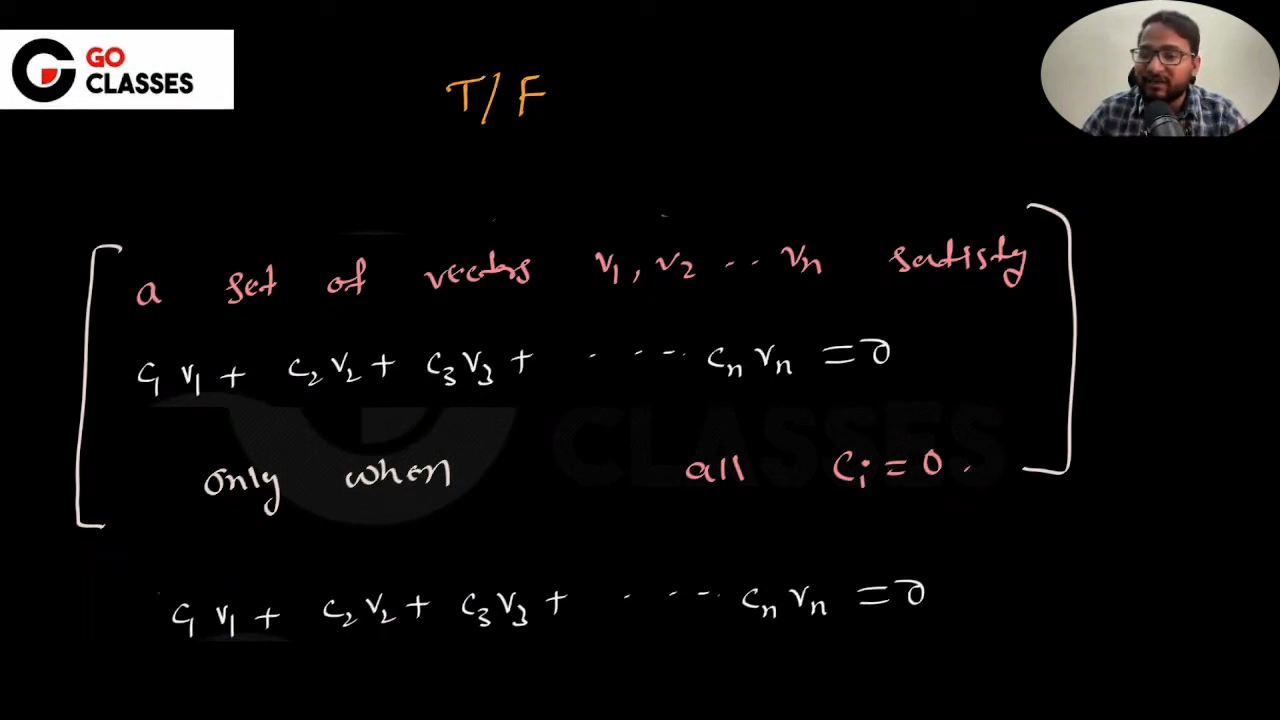 GO
CLASSES
T/F
a set of vectors v1, v2 .. vn satisfy
c1 v1 + c2 v2 + c3 v3 + ..... cn vn = 0
only when all ci = 0.
c1 v1 + c2 v2 + c3 v3 + .... cn vn = 0
CLASSES